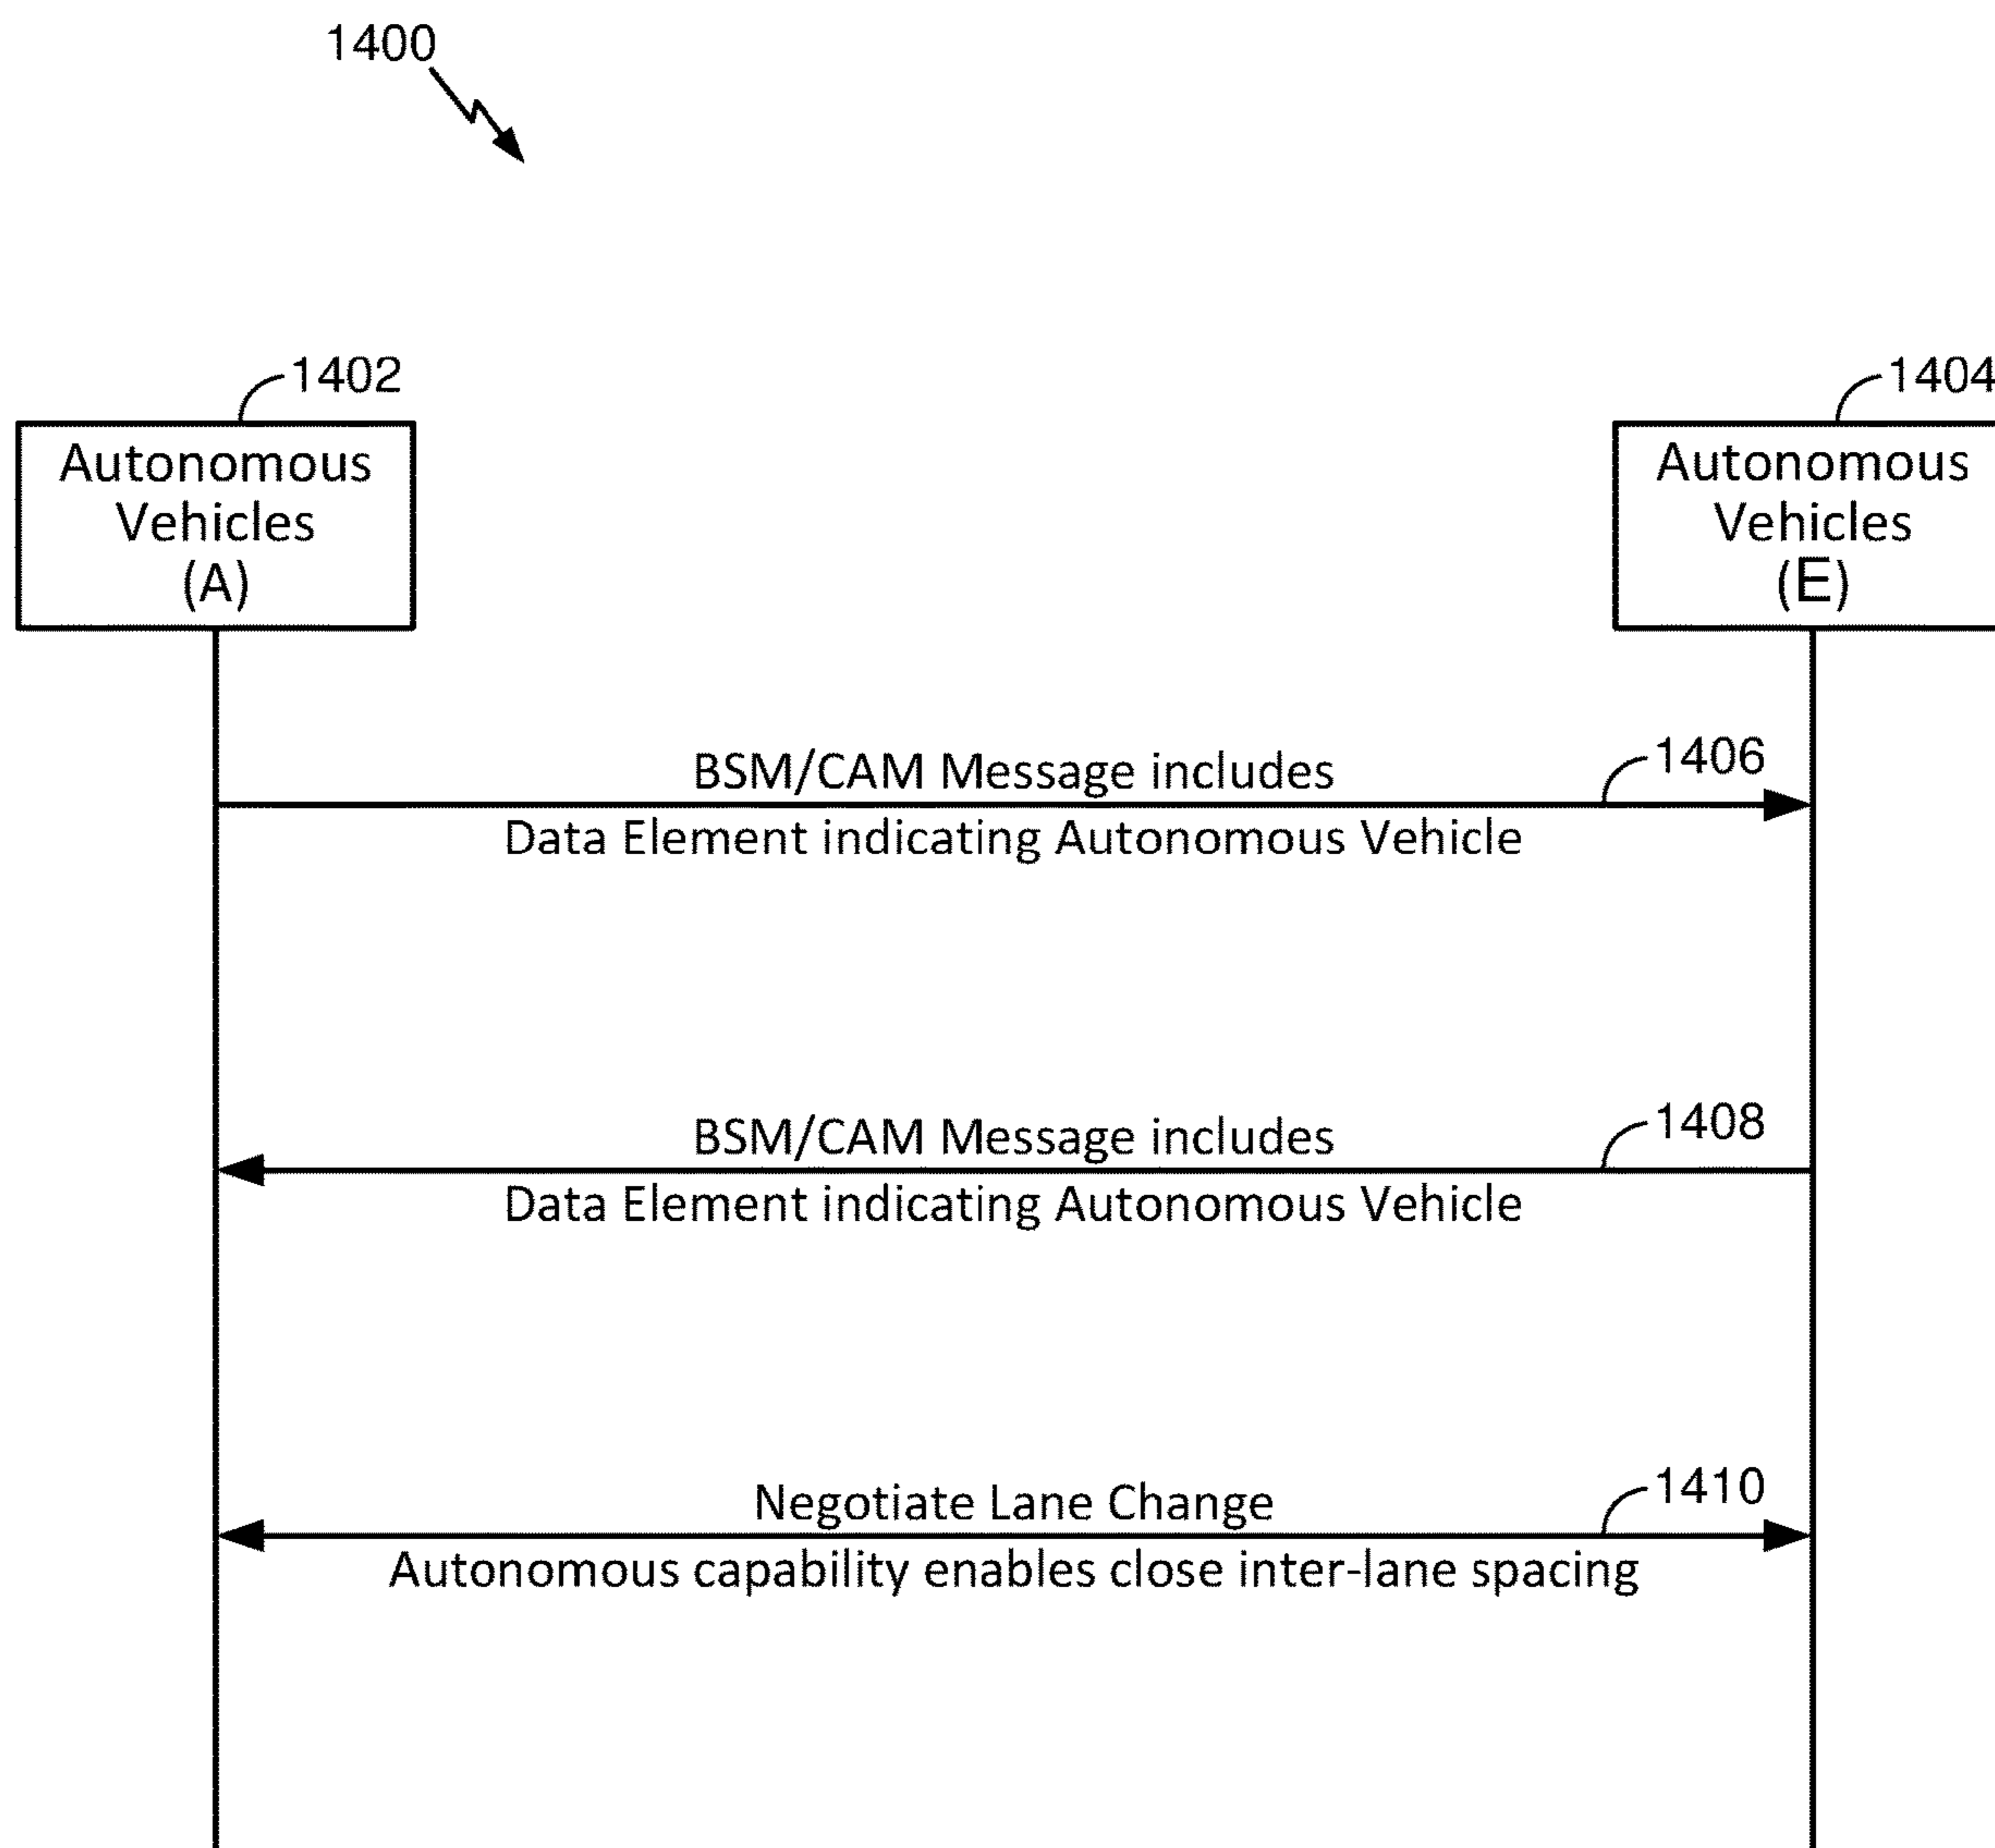 1400
1402
1404
Autonomous
Vehicles
(A)
Autonomous
Vehicles
(E)
BSM/CAM Message includes
1406
Data Element indicating Autonomous Vehicle
BSM/CAM Message includes
1408
Data Element indicating Autonomous Vehicle
Negotiate Lane Change
1410
Autonomous capability enables close inter-lane spacing